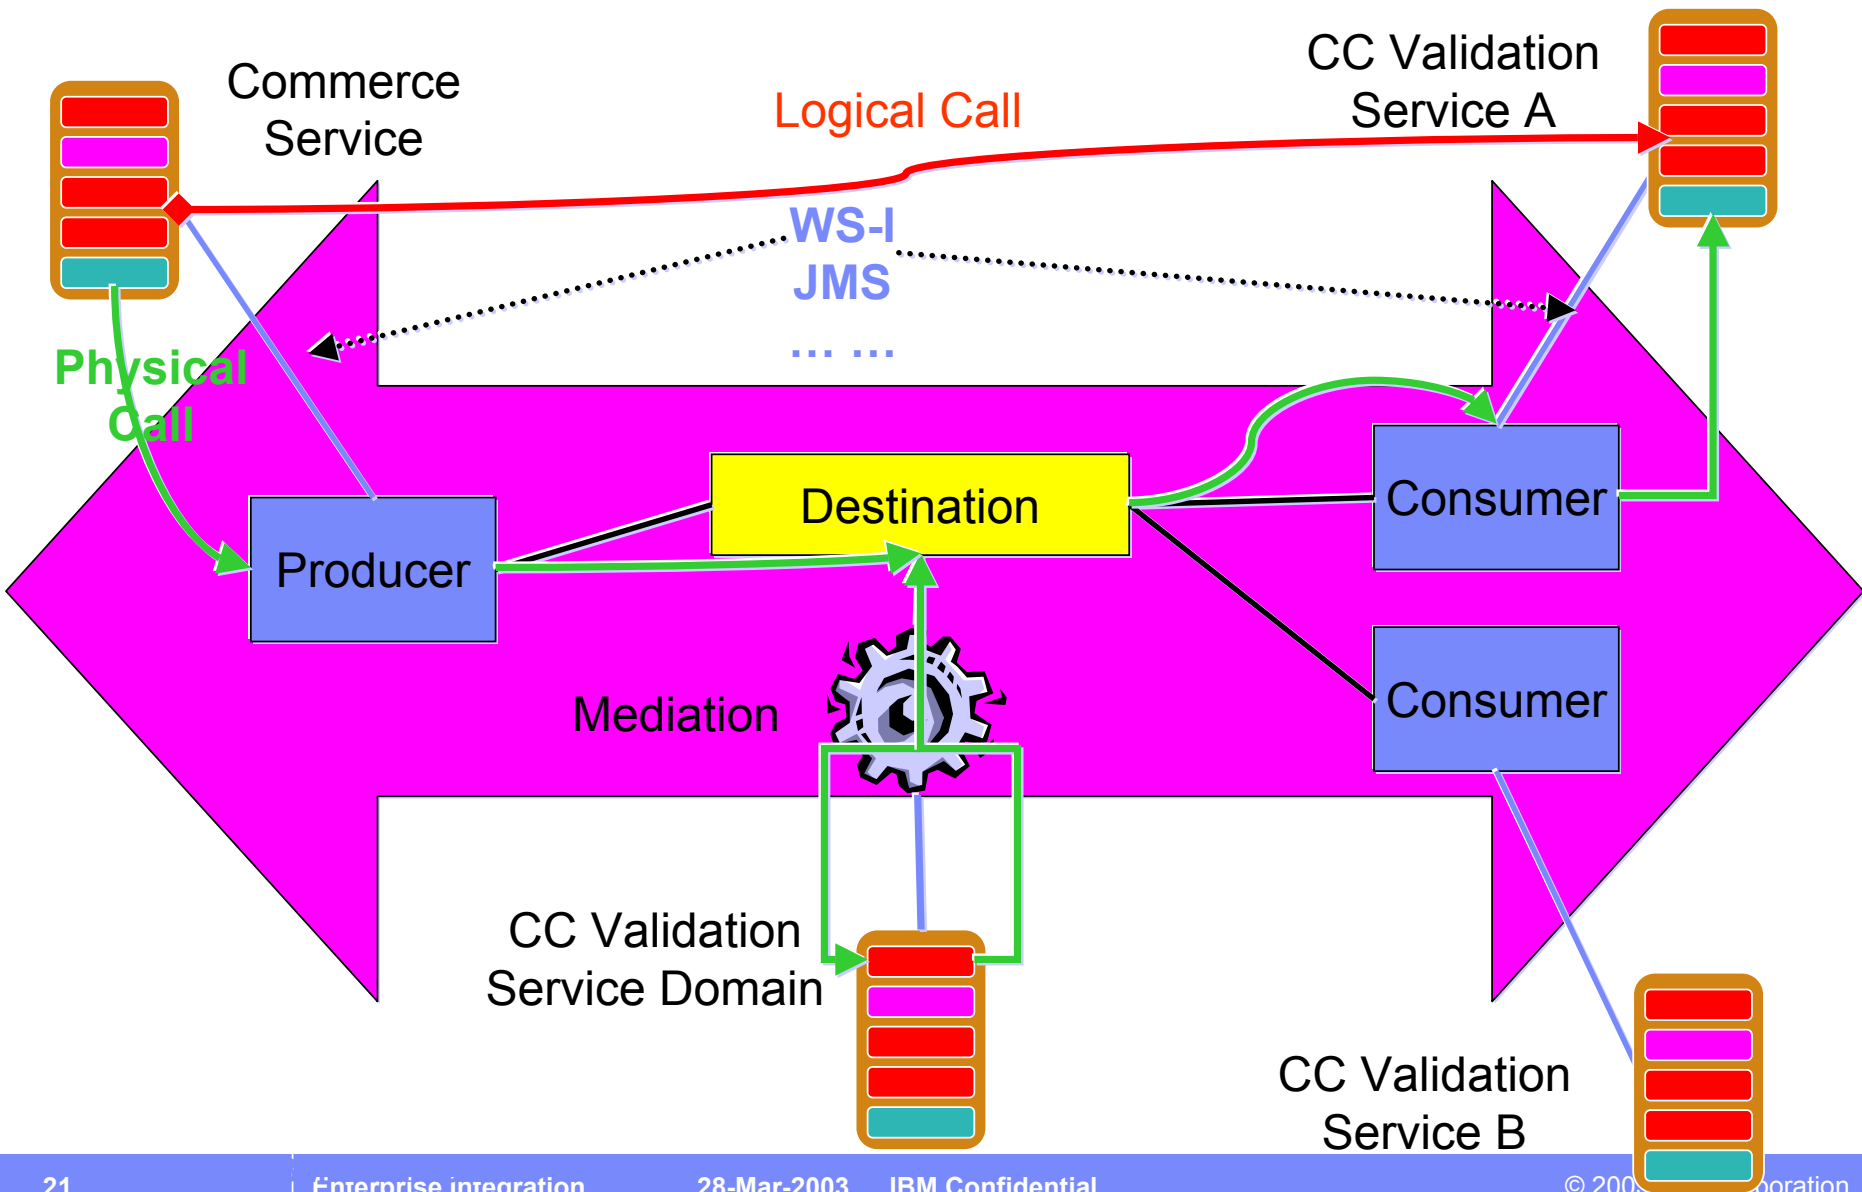 Commerce
Service
Logical Call
CC Validation
Service A
WS-I
JMS
... ...
Physical
Call
Destination
Consumer
Producer
Mediation
Consumer
CC Validation
Service Domain
CC Validation
Service B
21 Enterprise integration 28-Mar-2003 IBM Confidential ©